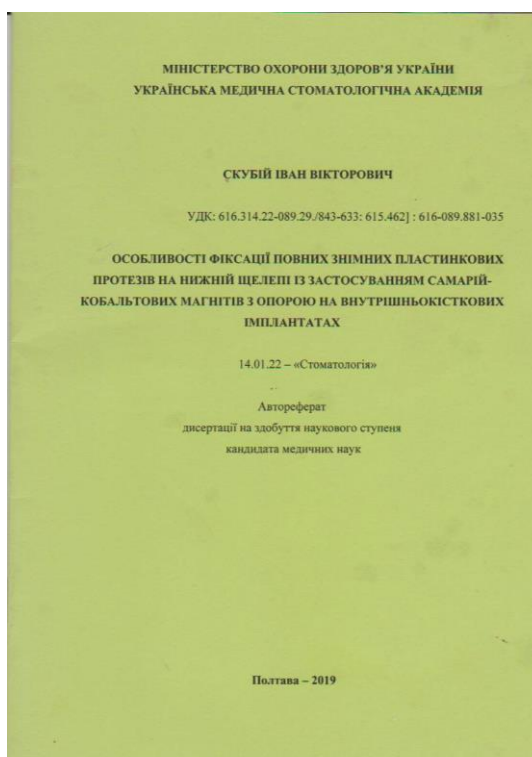 МІНІСТЕРСТВО ОХОРОНИ ЗДОРОВ'Я УКРАЇНИ
УКРАЇНСЬКА МЕДИЧНА СТОМАТОЛОГІЧНА АКАДЕМІЯ
СКУБІЙ ІВАН ВІКТОРОВИЧ
УДК: 616.314.22-089.29./843-633: 615.462] : 616-089.881-035
ОСОБЛИВОСТІ ФІКСАЦІЇ ПОВНИХ ЗНІМНИХ ПЛАСТИНКОВИХ
ПРОТЕЗІВ НА НИЖНІЙ ЩЕЛЕПІ ІЗ ЗАСТОСУВАННЯМ САМАРІЙ-
КОБАЛЬТОВИХ МАГНІТІВ З ОПОРОЮ НА ВНУТРІШНЬОКІСТКОВИХ
ІМПЛАНТАТАХ
14.01.22 – «Стоматологія»
Автореферат
дисертації на здобуття наукового ступеня
кандидата медичних наук
Полтава – 2019